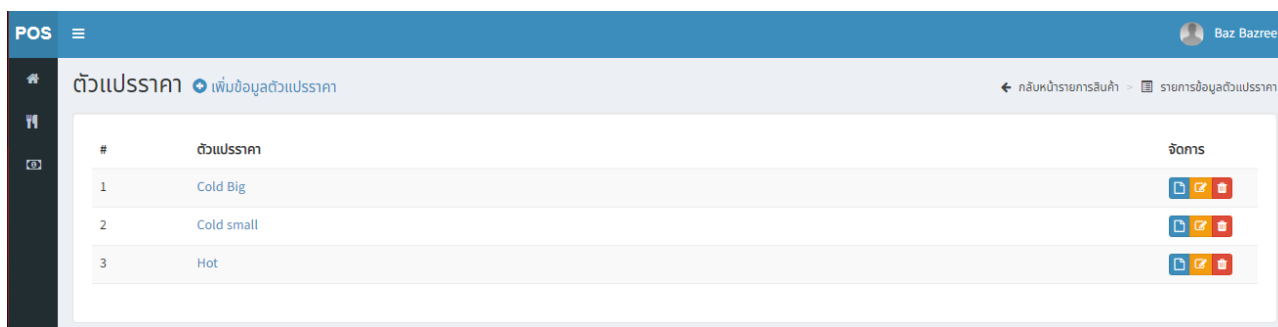 POS Baz Bazree
ตัวแปรราคา เพิ่มข้อมูลตัวแปรราคา กลับหน้ารายการสินค้า > รายการข้อมูลตัวแปรราคา
# ตัวแปรราคา จัดการ
1 Cold Big
2 Cold small
3 Hot